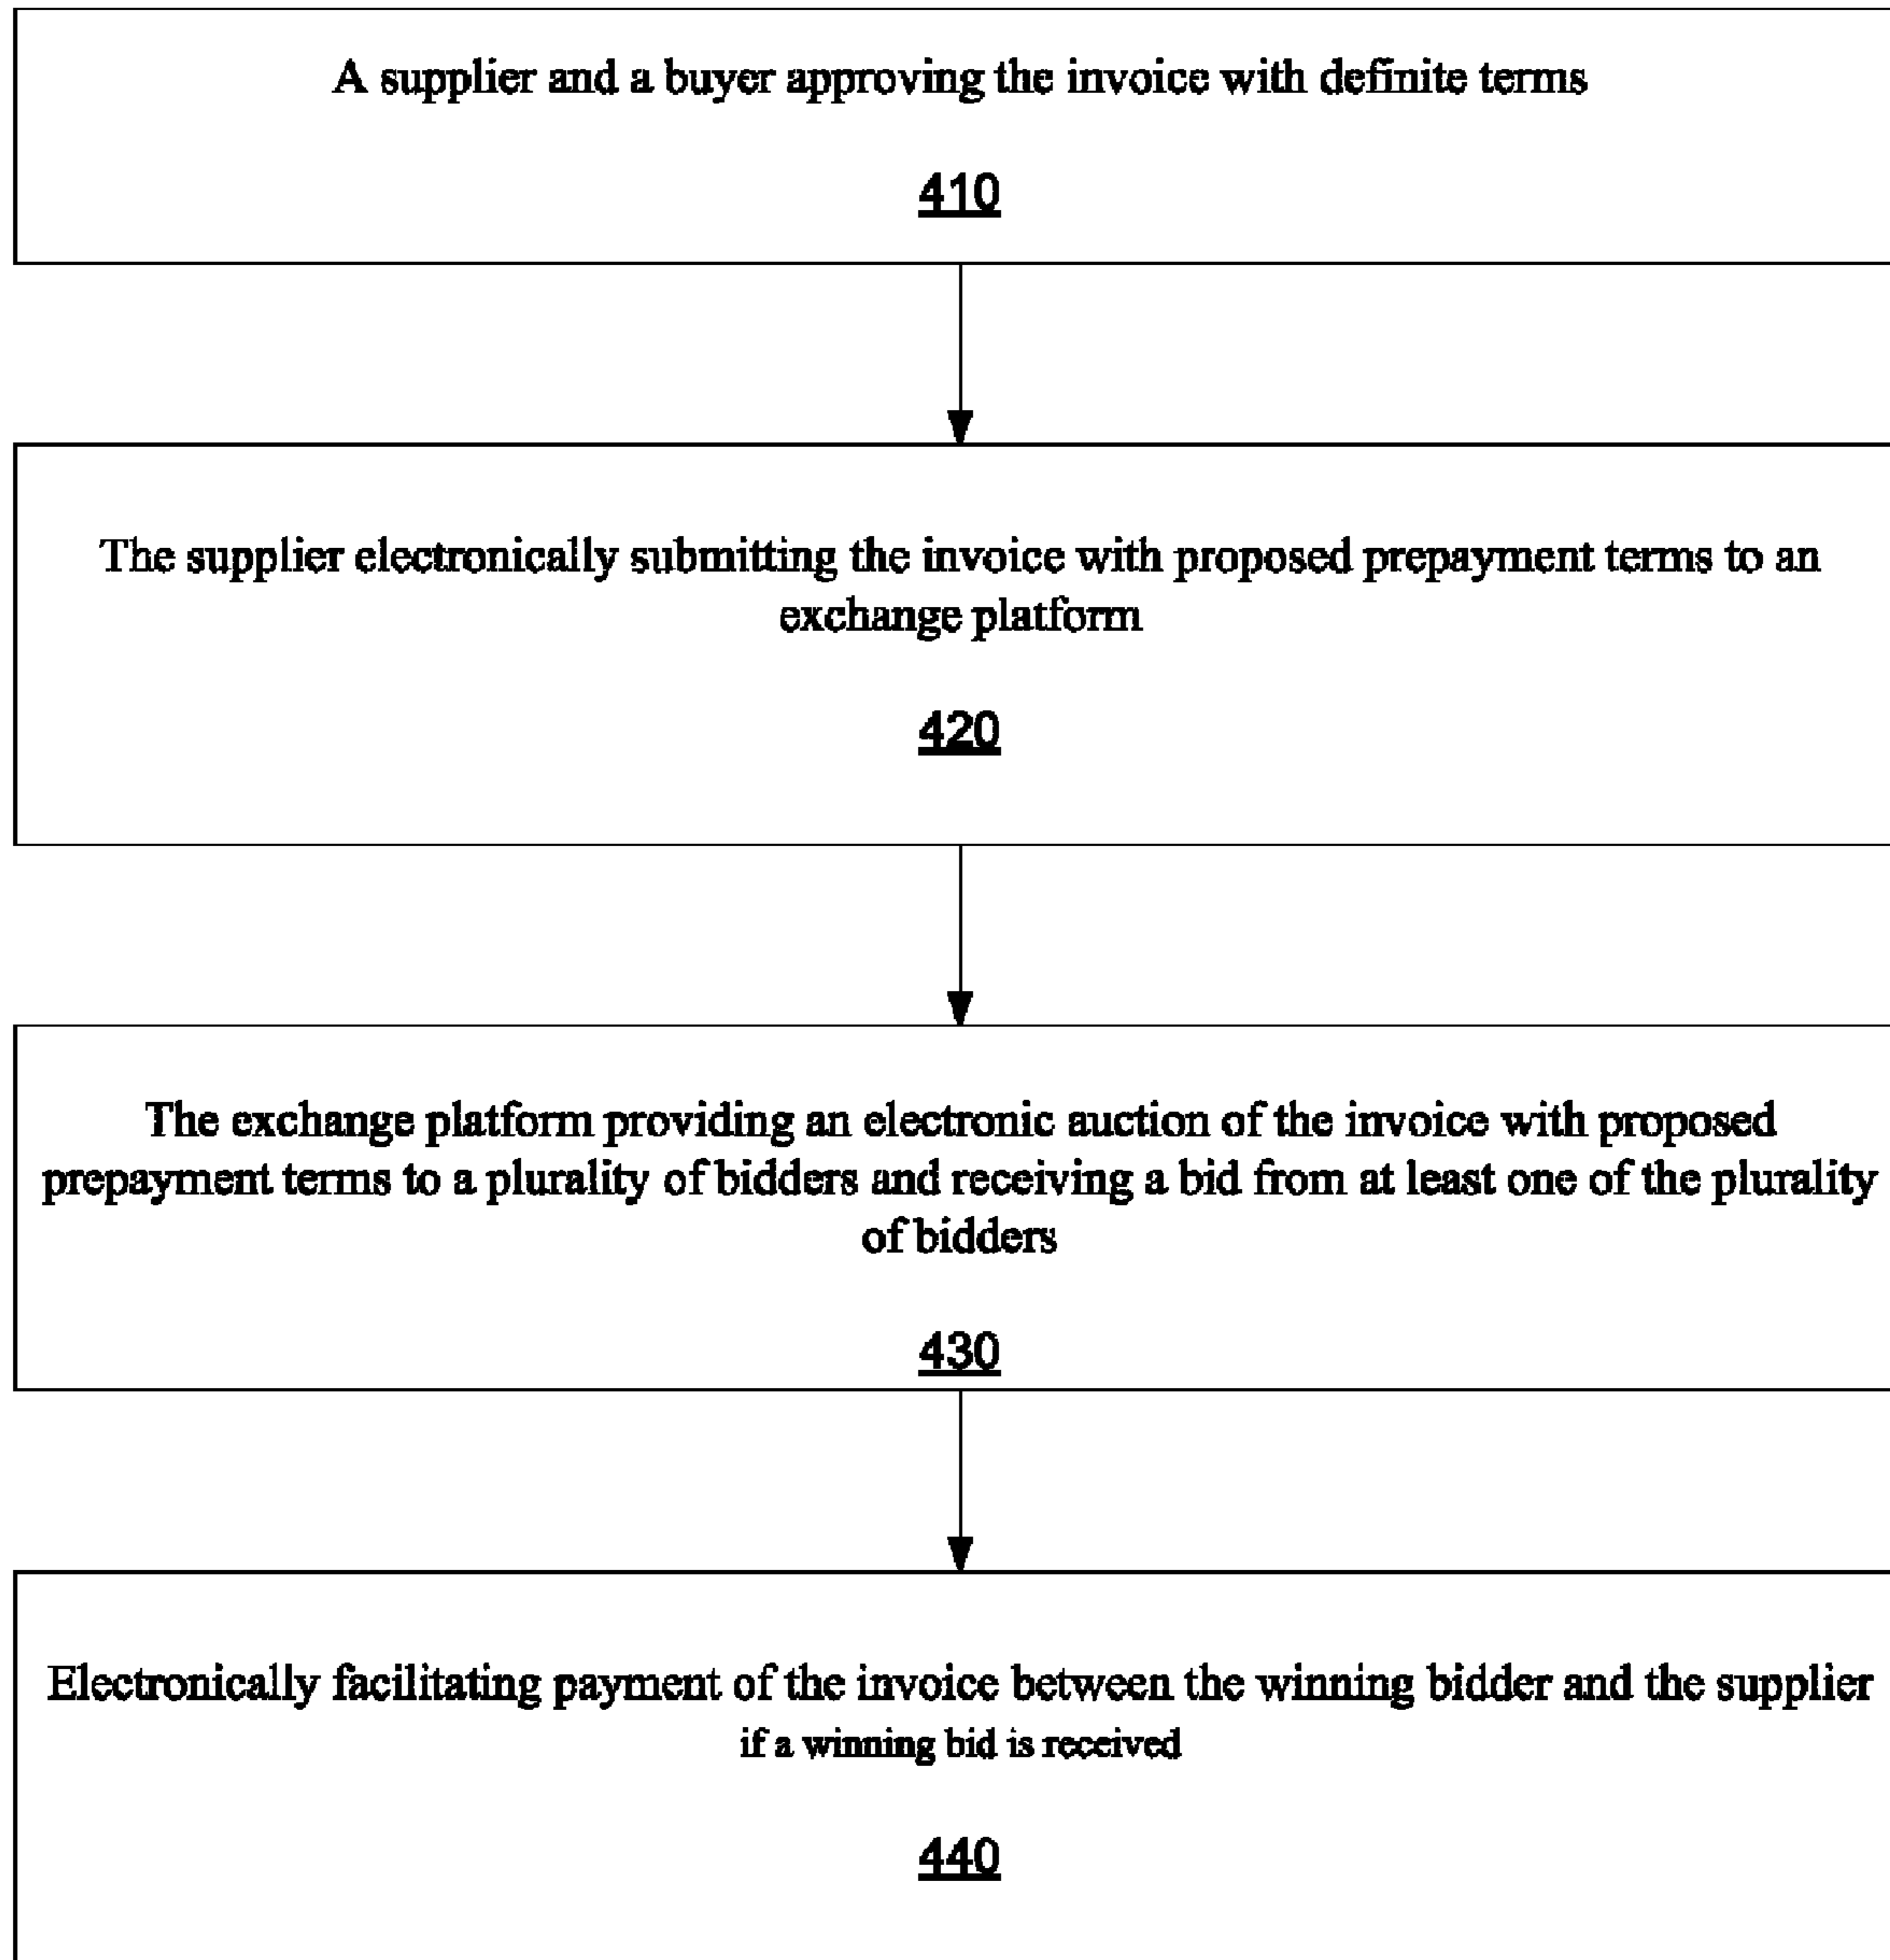 A supplier and a buyer approving the invoice with definite terms
410
The supplier electronically submitting the invoice with proposed prepayment terms to an
exchange platform
420
The exchange platform providing an electronic auction of the invoice with proposed
prepayment terms to a plurality of bidders and receiving a bid from at least one of the plurality
of bidders
430
Electronically facilitating payment of the invoice between the winning bidder and the supplier
if a winning bid is received
440